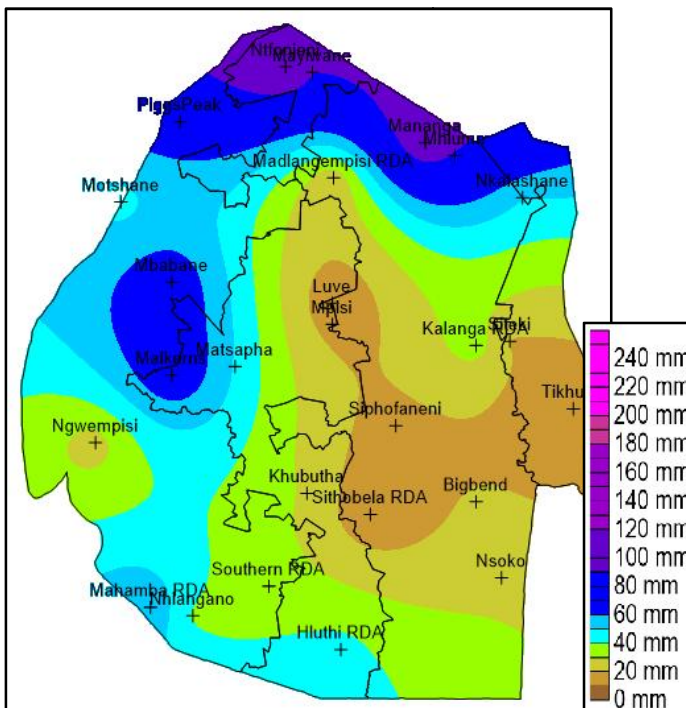 Ntfonjeni
Mayiwane
PiggsPeak
Mananga
Mhlume
Madlangempisi RDA
Motshane
Nkalashane
Mbabane
Luve
Mpisi
Kalanga RDA
Siteki
Matsapha
Malkerns
Tikhu
Siphofaneni
Ngwempisi
Khubutha
Bigbend
Sithobela RDA
Nsoko
Southern RDA
Mahamba RDA
Nhlangano
Hluthi RDA
240 mm
220 mm
200 mm
180 mm
160 mm
140 mm
120 mm
100 mm
80 mm
60 mm
40 mm
20 mm
0 mm